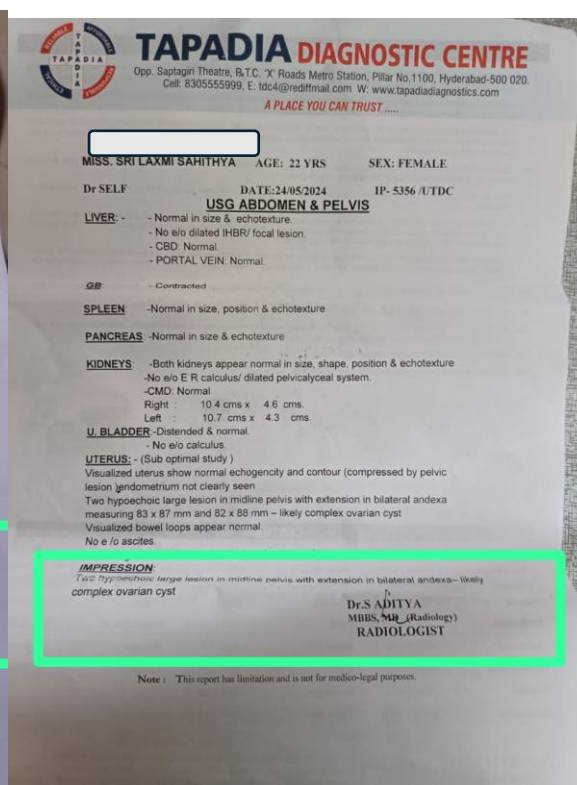 TAPADIA
TAPADIA
RELIABLE
AFFORDABLE
ETHICAL
RESPONSIBLE
TAPADIA DIAGNOSTIC CENTRE
Opp. Saptagiri Theatre, R.T.C. 'X' Roads Metro Station, Pillar No.1100, Hyderabad-500 020.
Cell: 8305555999, E: tdc4@rediffmail.com W: www.tapadiadiagnostics.com
A PLACE YOU CAN TRUST .....
MISS. SRI LAXMI SAHITHYA AGE: 22 YRS SEX: FEMALE
Dr SELF DATE:24/05/2024 IP- 5356 /UTDC
USG ABDOMEN & PELVIS
LIVER: - - Normal in size & echotexture.
- No e/o dilated IHBR/ focal lesion.
- CBD: Normal.
- PORTAL VEIN: Normal.
GB - Contracted
SPLEEN: -Normal in size, position & echotexture
PANCREAS: -Normal in size & echotexture
KIDNEYS: -Both kidneys appear normal in size, shape, position & echotexture
-No e/o E R calculus/ dilated pelvicalyceal system.
-CMD: Normal
Right : 10.4 cms x 4.6 cms.
Left : 10.7 cms x 4.3 cms.
U. BLADDER:-Distended & normal.
- No e/o calculus.
UTERUS: - (Sub optimal study )
Visualized uterus show normal echogenicity and contour (compressed by pelvic
lesion )endometrium not clearly seen
Two hypoechoic large lesion in midline pelvis with extension in bilateral andexa
measuring 83 x 87 mm and 82 x 88 mm – likely complex ovarian cyst
Visualized bowel loops appear normal.
No e /o ascites.
IMPRESSION:
Two hypoechoic large lesion in midline pelvis with extension in bilateral andexa– likely
complex ovarian cyst
Dr.S ADITYA
MBBS, MD (Radiology)
RADIOLOGIST
Note : This report has limitation and is not for medico-legal purposes.